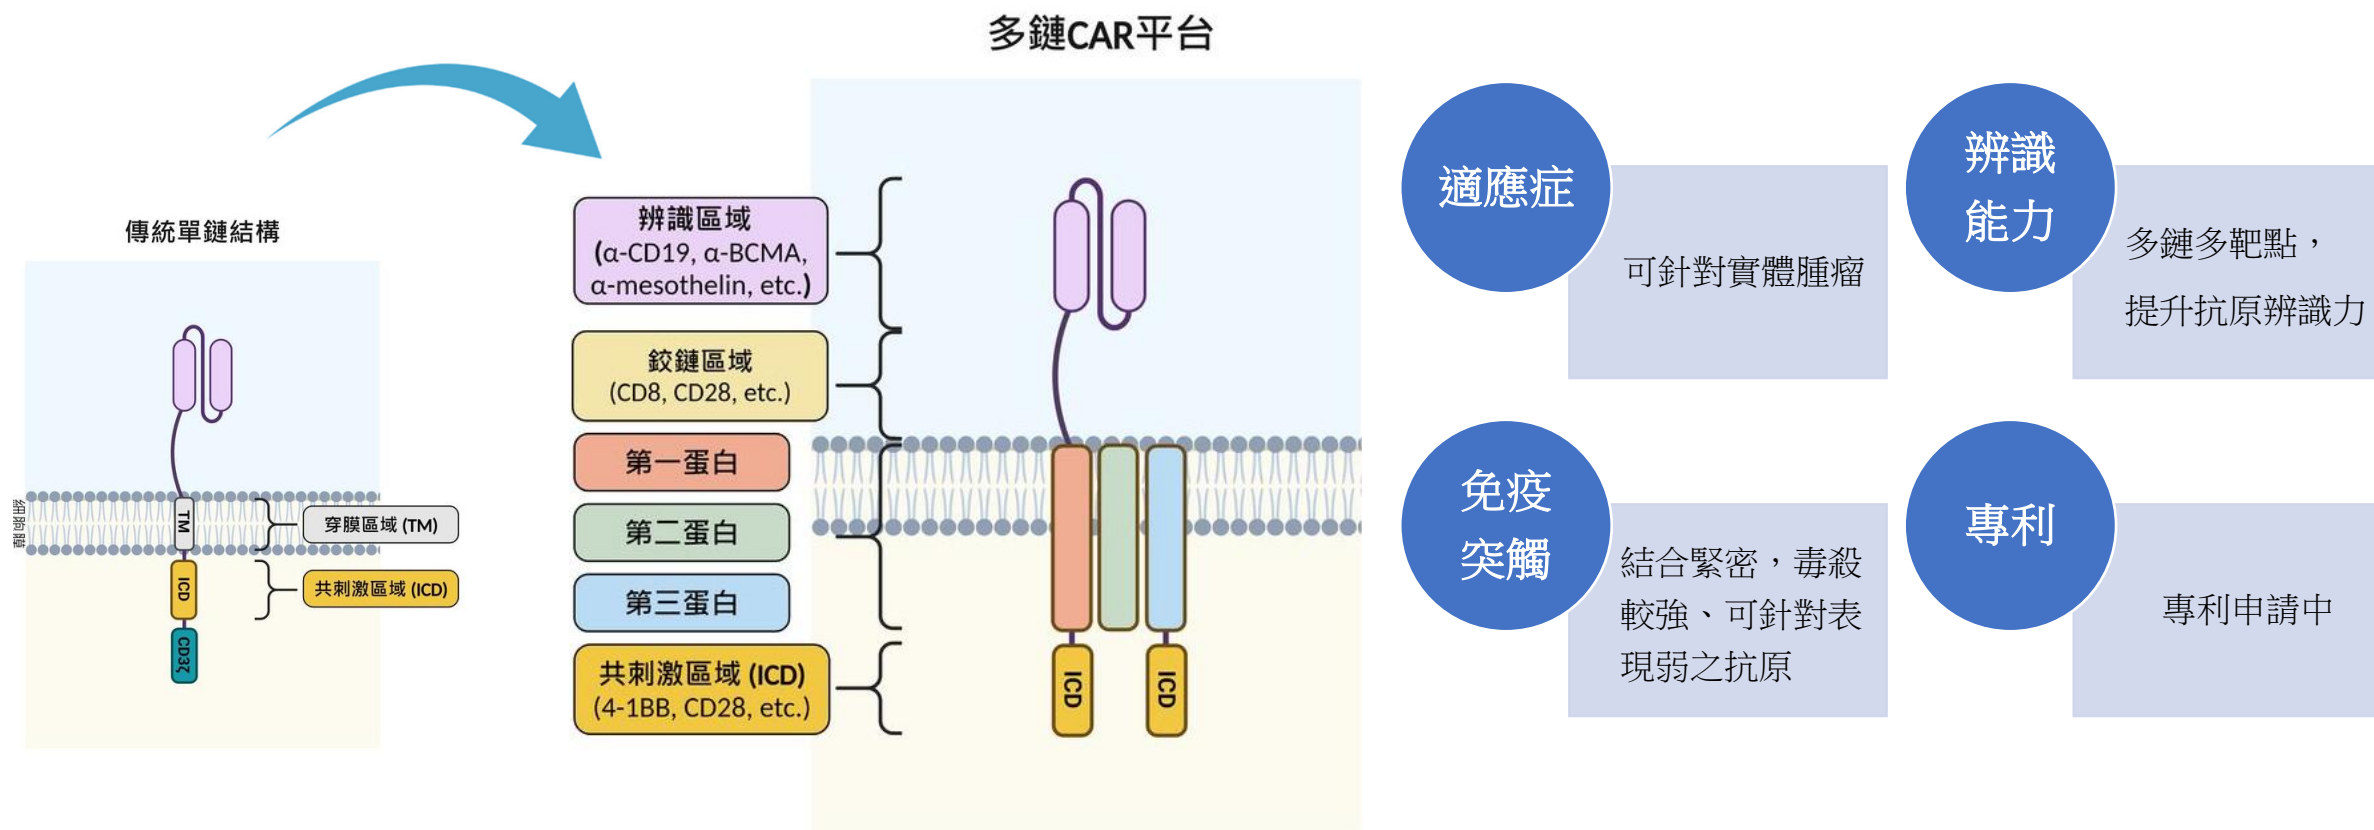 多鏈CAR平台
傳統單鏈結構
細胞膜
TM
ICD
CD3ζ
穿膜區域 (TM)
共刺激區域 (ICD)
辨識區域
(α-CD19, α-BCMA,
α-mesothelin, etc.)
鉸鏈區域
(CD8, CD28, etc.)
第一蛋白
第二蛋白
第三蛋白
共刺激區域 (ICD)
(4-1BB, CD28, etc.)
ICD
ICD
適應症
可針對實體腫瘤
辨識
能力
多鏈多靶點，
提升抗原辨識力
免疫
突觸
結合緊密，毒殺
較強、可針對表
現弱之抗原
專利
專利申請中